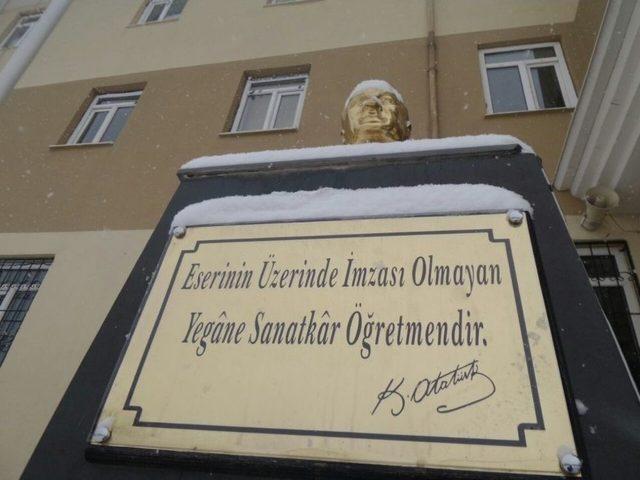 Eserinin Üzerinde İmzası Olmayan
Yegâne Sanatkâr Öğretmendir.
K. Atatürk